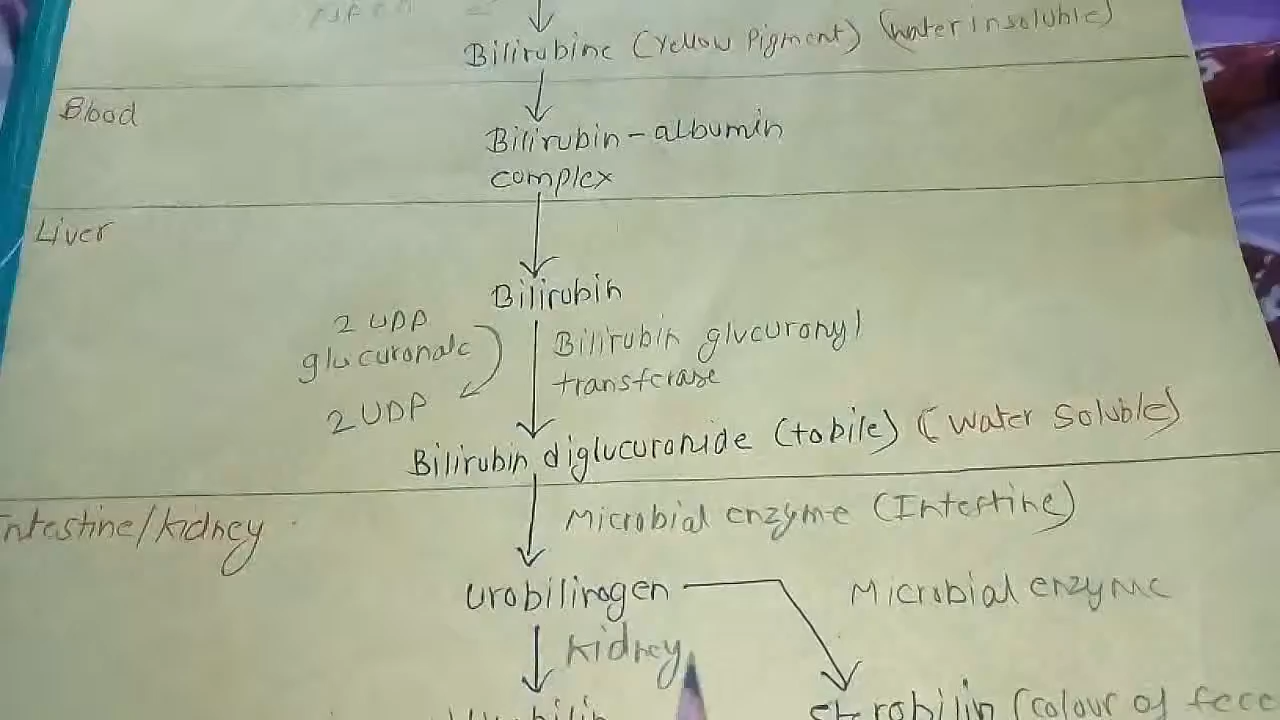 Bilirubine (Yellow Pigment) (water insoluble)
Blood
Bilirubin-albumin
complex
Liver
Bilirubin
2 UDP
glucuronate
Bilirubin glucuronyl
transferase
2 UDP
Bilirubin diglucuronide (to bile) (water soluble)
Intestine/kidney
Microbial enzyme (Intestine)
urobilinogen
Microbial enzyme
kidney
(colour of fece